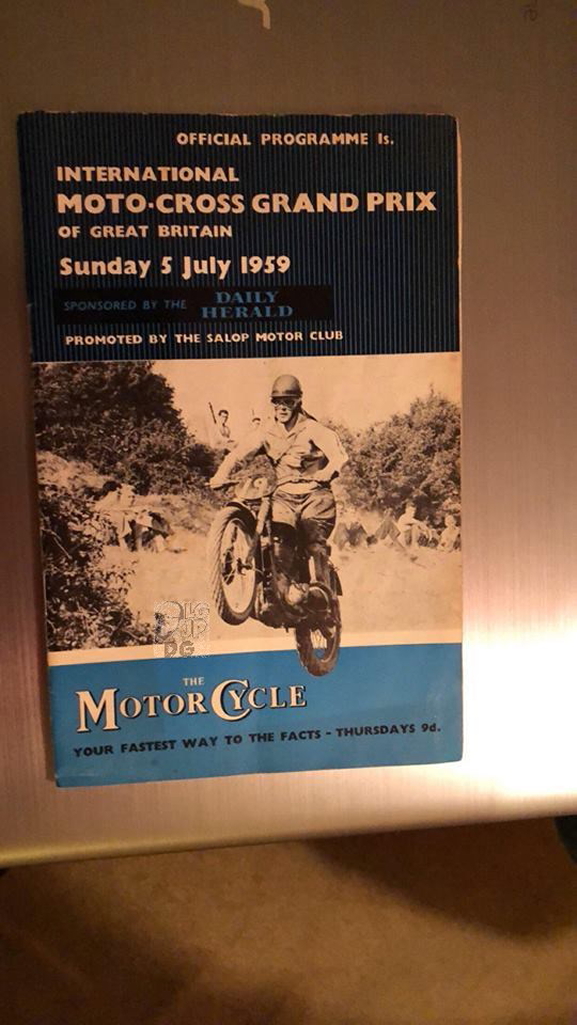 OFFICIAL PROGRAMME 1s.
INTERNATIONAL
MOTO-CROSS GRAND PRIX
OF GREAT BRITAIN
Sunday 5 July 1959
SPONSORED BY THE DAILY HERALD
PROMOTED BY THE SALOP MOTOR CLUB
THE
MOTOR CYCLE
YOUR FASTEST WAY TO THE FACTS - THURSDAYS 9d.